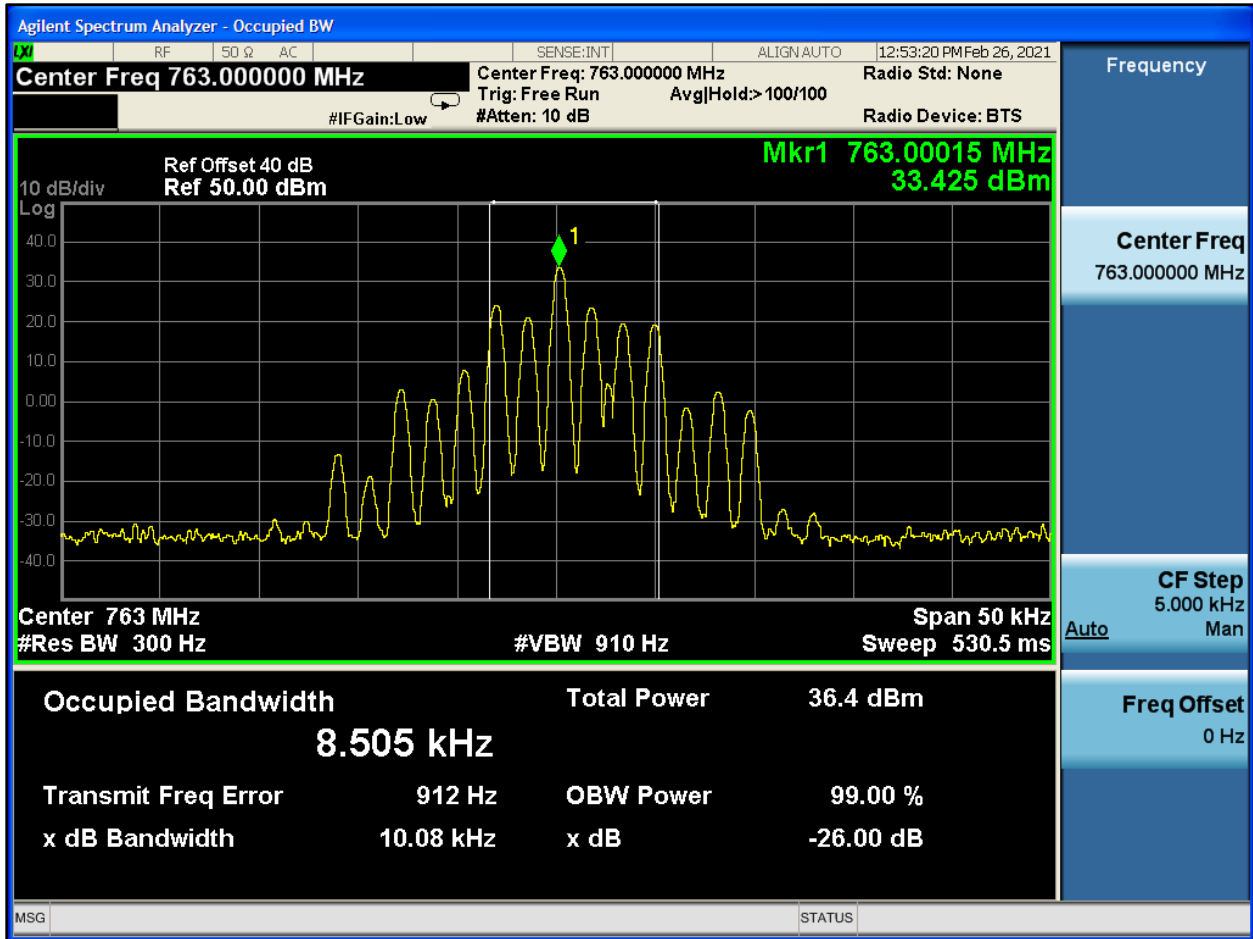 Agilent Spectrum Analyzer - Occupied BW
LXI RF 50 Ω AC SENSE:INT ALIGNAUTO 12:53:20 PM Feb 26, 2021
Center Freq 763.000000 MHz
#IFGain:Low
Center Freq: 763.000000 MHz
Trig: Free Run Avg|Hold:>100/100
#Atten: 10 dB
Radio Std: None
Radio Device: BTS
Mkr1 763.00015 MHz
33.425 dBm
Ref Offset 40 dB
10 dB/div Ref 50.00 dBm
Log
40.0
30.0
20.0
10.0
0.00
-10.0
-20.0
-30.0
-40.0
1
Center 763 MHz Span 50 kHz
#Res BW 300 Hz #VBW 910 Hz Sweep 530.5 ms
Occupied Bandwidth Total Power 36.4 dBm
8.505 kHz
Transmit Freq Error 912 Hz OBW Power 99.00 %
x dB Bandwidth 10.08 kHz x dB -26.00 dB
MSG STATUS
Frequency
Center Freq
763.000000 MHz
CF Step
5.000 kHz
Auto Man
Freq Offset
0 Hz